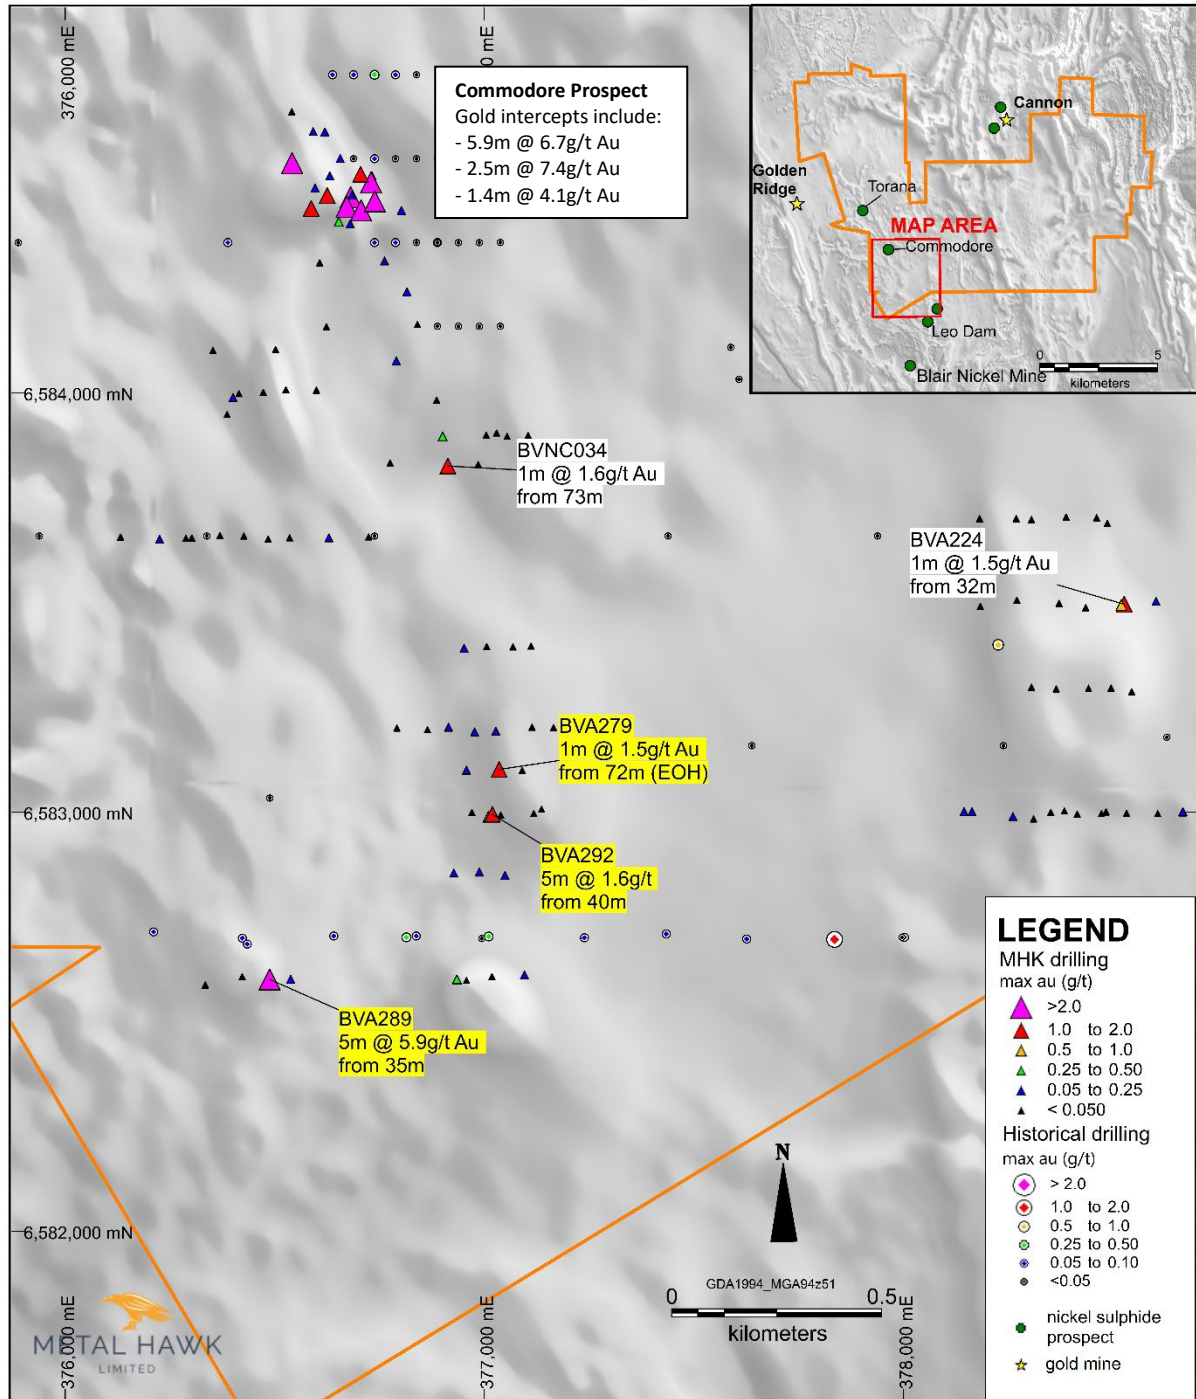 376,000 mE
0 mE
Commodore Prospect
Gold intercepts include:
- 5.9m @ 6.7g/t Au
- 2.5m @ 7.4g/t Au
- 1.4m @ 4.1g/t Au
Cannon
Golden
Ridge
Torana
MAP AREA
Commodore
Leo Dam
Blair Nickel Mine
0 5
kilometers
6,584,000 mN
BVNC034
1m @ 1.6g/t Au
from 73m
BVA224
1m @ 1.5g/t Au
from 32m
BVA279
1m @ 1.5g/t Au
from 72m (EOH)
6,583,000 mN
BVA292
5m @ 1.6g/t
from 40m
BVA289
5m @ 5.9g/t Au
from 35m
LEGEND
MHK drilling
max au (g/t)
>2.0
1.0 to 2.0
0.5 to 1.0
0.25 to 0.50
0.05 to 0.25
< 0.050
Historical drilling
max au (g/t)
> 2.0
1.0 to 2.0
0.5 to 1.0
0.25 to 0.50
0.05 to 0.10
<0.05
nickel sulphide
prospect
gold mine
N
6,582,000 mN
GDA1994_MGA94z51
0 0.5
kilometers
METAL HAWK
LIMITED
376,000 mE
377,000 mE
378,000 mE